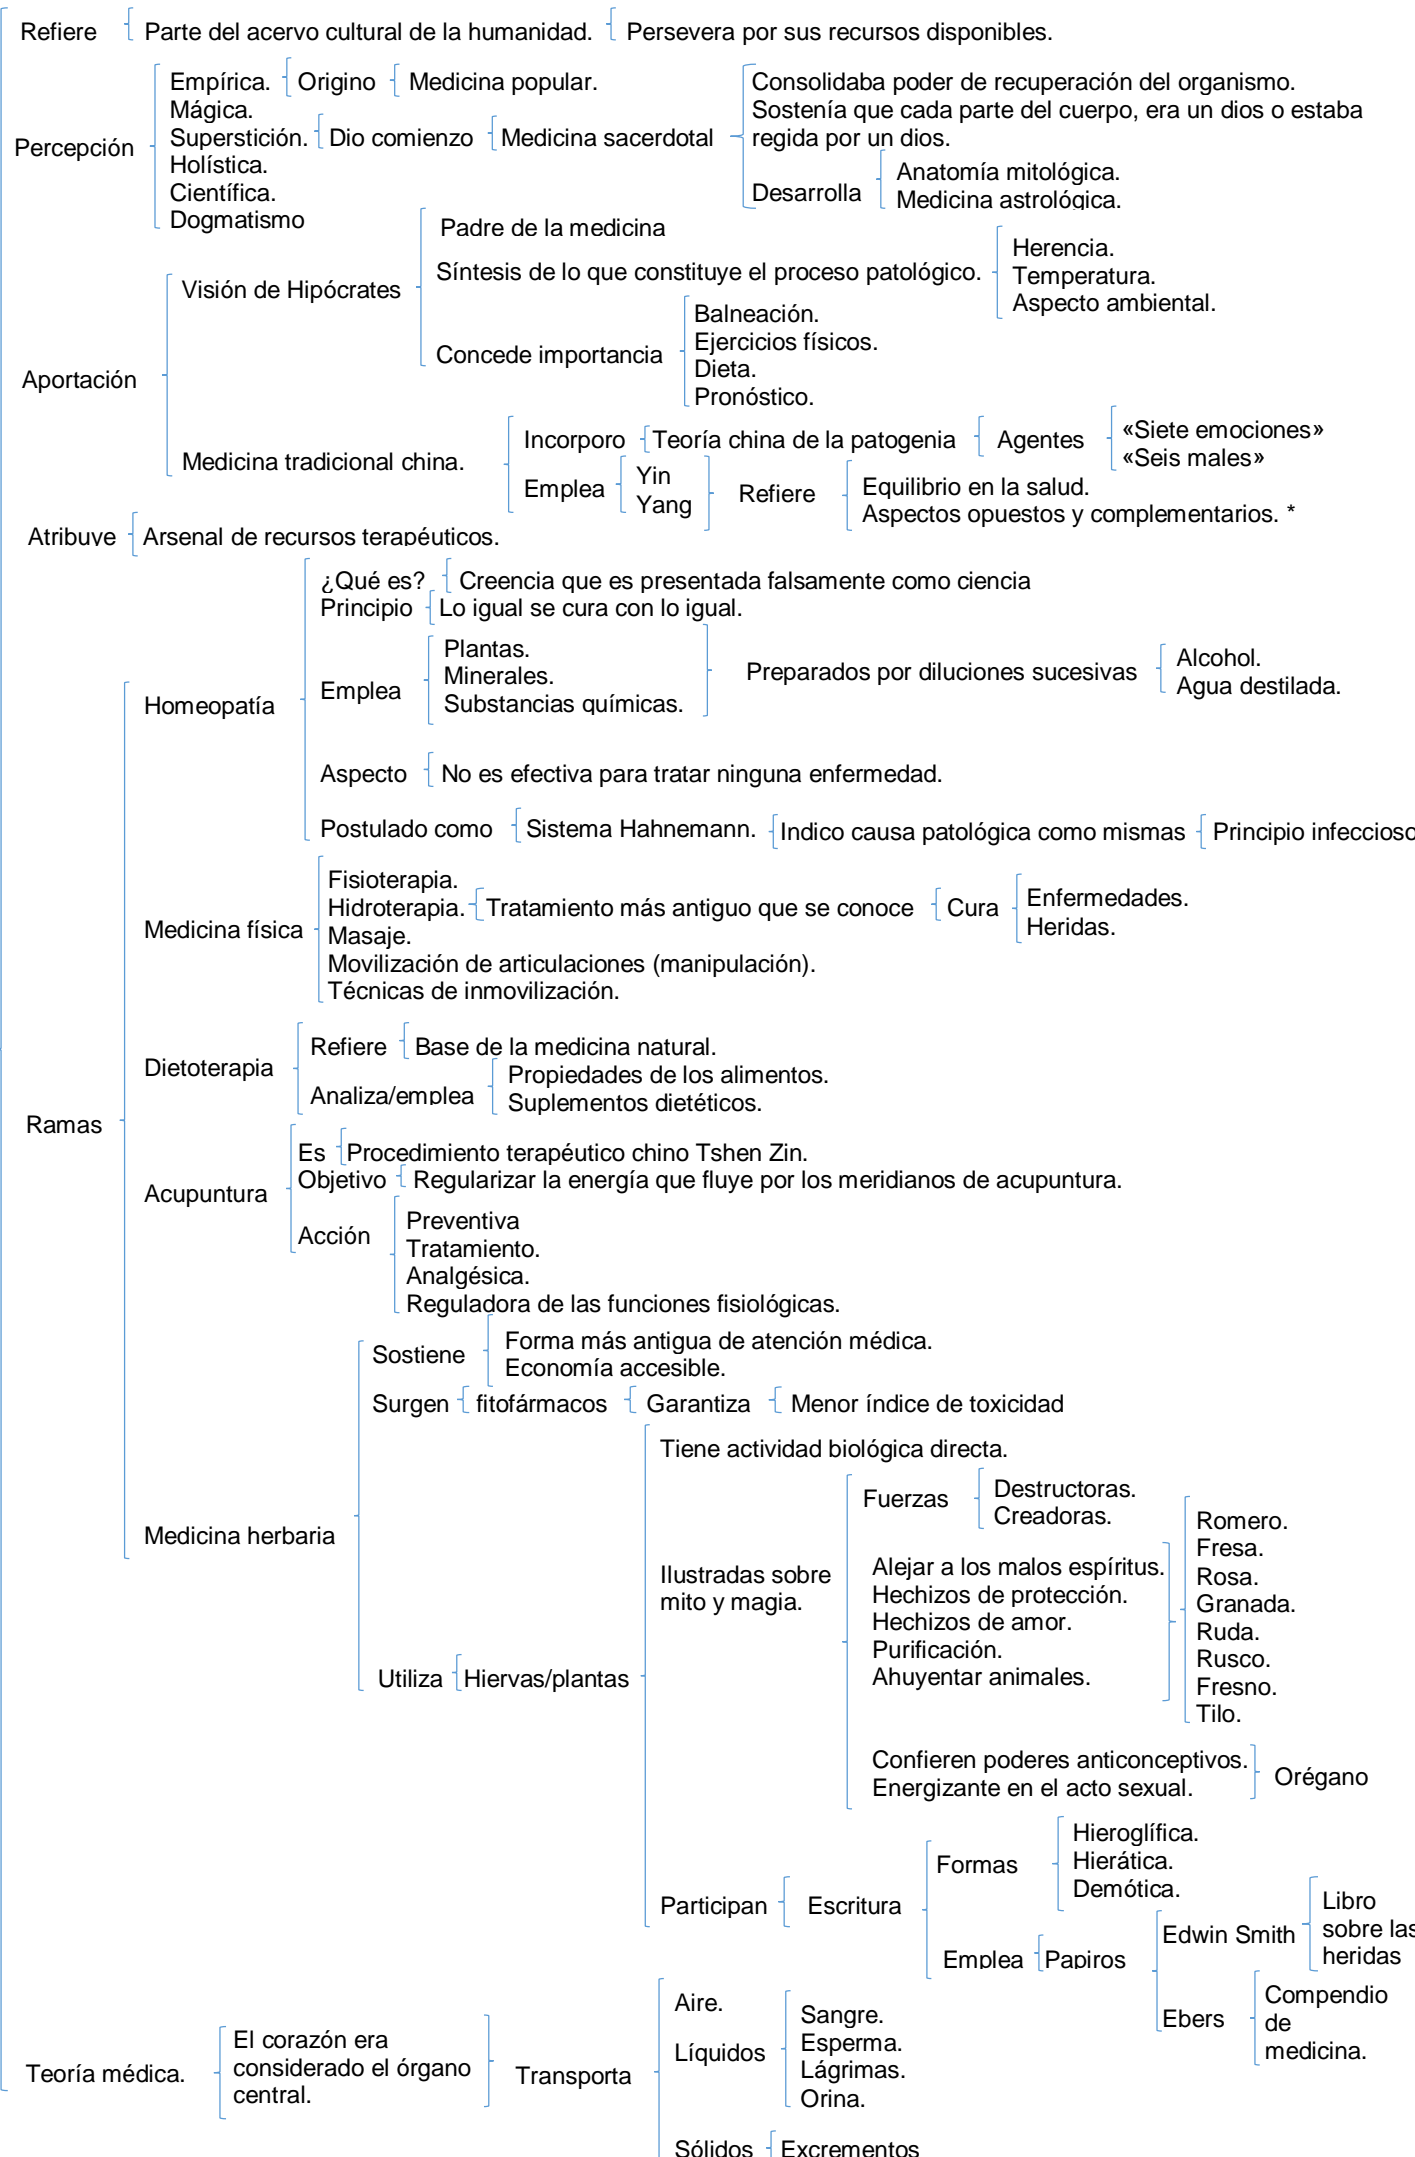 Refiere
Parte del acervo cultural de la humanidad.
Persevera por sus recursos disponibles.
Percepción
Empírica.
Origino
Medicina popular.
Mágica.
Superstición.
Dio comienzo
Medicina sacerdotal
Consolidaba poder de recuperación del organismo.
Sostenía que cada parte del cuerpo, era un dios o estaba
regida por un dios.
Desarrolla
Anatomía mitológica.
Medicina astrológica.
Holística.
Científica.
Dogmatismo
Aportación
Visión de Hipócrates
Padre de la medicina
Síntesis de lo que constituye el proceso patológico.
Herencia.
Temperatura.
Aspecto ambiental.
Concede importancia
Balneación.
Ejercicios físicos.
Dieta.
Pronóstico.
Medicina tradicional china.
Incorporo
Teoría china de la patogenia
Agentes
«Siete emociones»
«Seis males»
Emplea
Yin
Yang
Refiere
Equilibrio en la salud.
Aspectos opuestos y complementarios. *
Atribuye
Arsenal de recursos terapéuticos.
Ramas
Homeopatía
¿Qué es?
Creencia que es presentada falsamente como ciencia
Principio
Lo igual se cura con lo igual.
Emplea
Plantas.
Minerales.
Substancias químicas.
Preparados por diluciones sucesivas
Alcohol.
Agua destilada.
Aspecto
No es efectiva para tratar ninguna enfermedad.
Postulado como
Sistema Hahnemann.
Indico causa patológica como mismas
Principio infeccioso
Medicina física
Fisioterapia.
Hidroterapia.
Tratamiento más antiguo que se conoce
Cura
Enfermedades.
Heridas.
Masaje.
Movilización de articulaciones (manipulación).
Técnicas de inmovilización.
Dietoterapia
Refiere
Base de la medicina natural.
Analiza/emplea
Propiedades de los alimentos.
Suplementos dietéticos.
Acupuntura
Es
Procedimiento terapéutico chino Tshen Zin.
Objetivo
Regularizar la energía que fluye por los meridianos de acupuntura.
Acción
Preventiva
Tratamiento.
Analgésica.
Reguladora de las funciones fisiológicas.
Medicina herbaria
Sostiene
Forma más antigua de atención médica.
Economía accesible.
Surgen
fitofármacos
Garantiza
Menor índice de toxicidad
Utiliza
Hiervas/plantas
Tiene actividad biológica directa.
Ilustradas sobre
mito y magia.
Fuerzas
Destructoras.
Creadoras.
Alejar a los malos espíritus.
Hechizos de protección.
Hechizos de amor.
Purificación.
Ahuyentar animales.
Romero.
Fresa.
Rosa.
Granada.
Ruda.
Rusco.
Fresno.
Tilo.
Confieren poderes anticonceptivos.
Energizante en el acto sexual.
Orégano
Participan
Escritura
Formas
Hieroglífica.
Hierática.
Demótica.
Emplea
Papiros
Edwin Smith
Libro
sobre las
heridas
Ebers
Compendio
de
medicina.
Teoría médica.
El corazón era
considerado el órgano
central.
Transporta
Aire.
Líquidos
Sangre.
Esperma.
Lágrimas.
Orina.
Sólidos
Excrementos